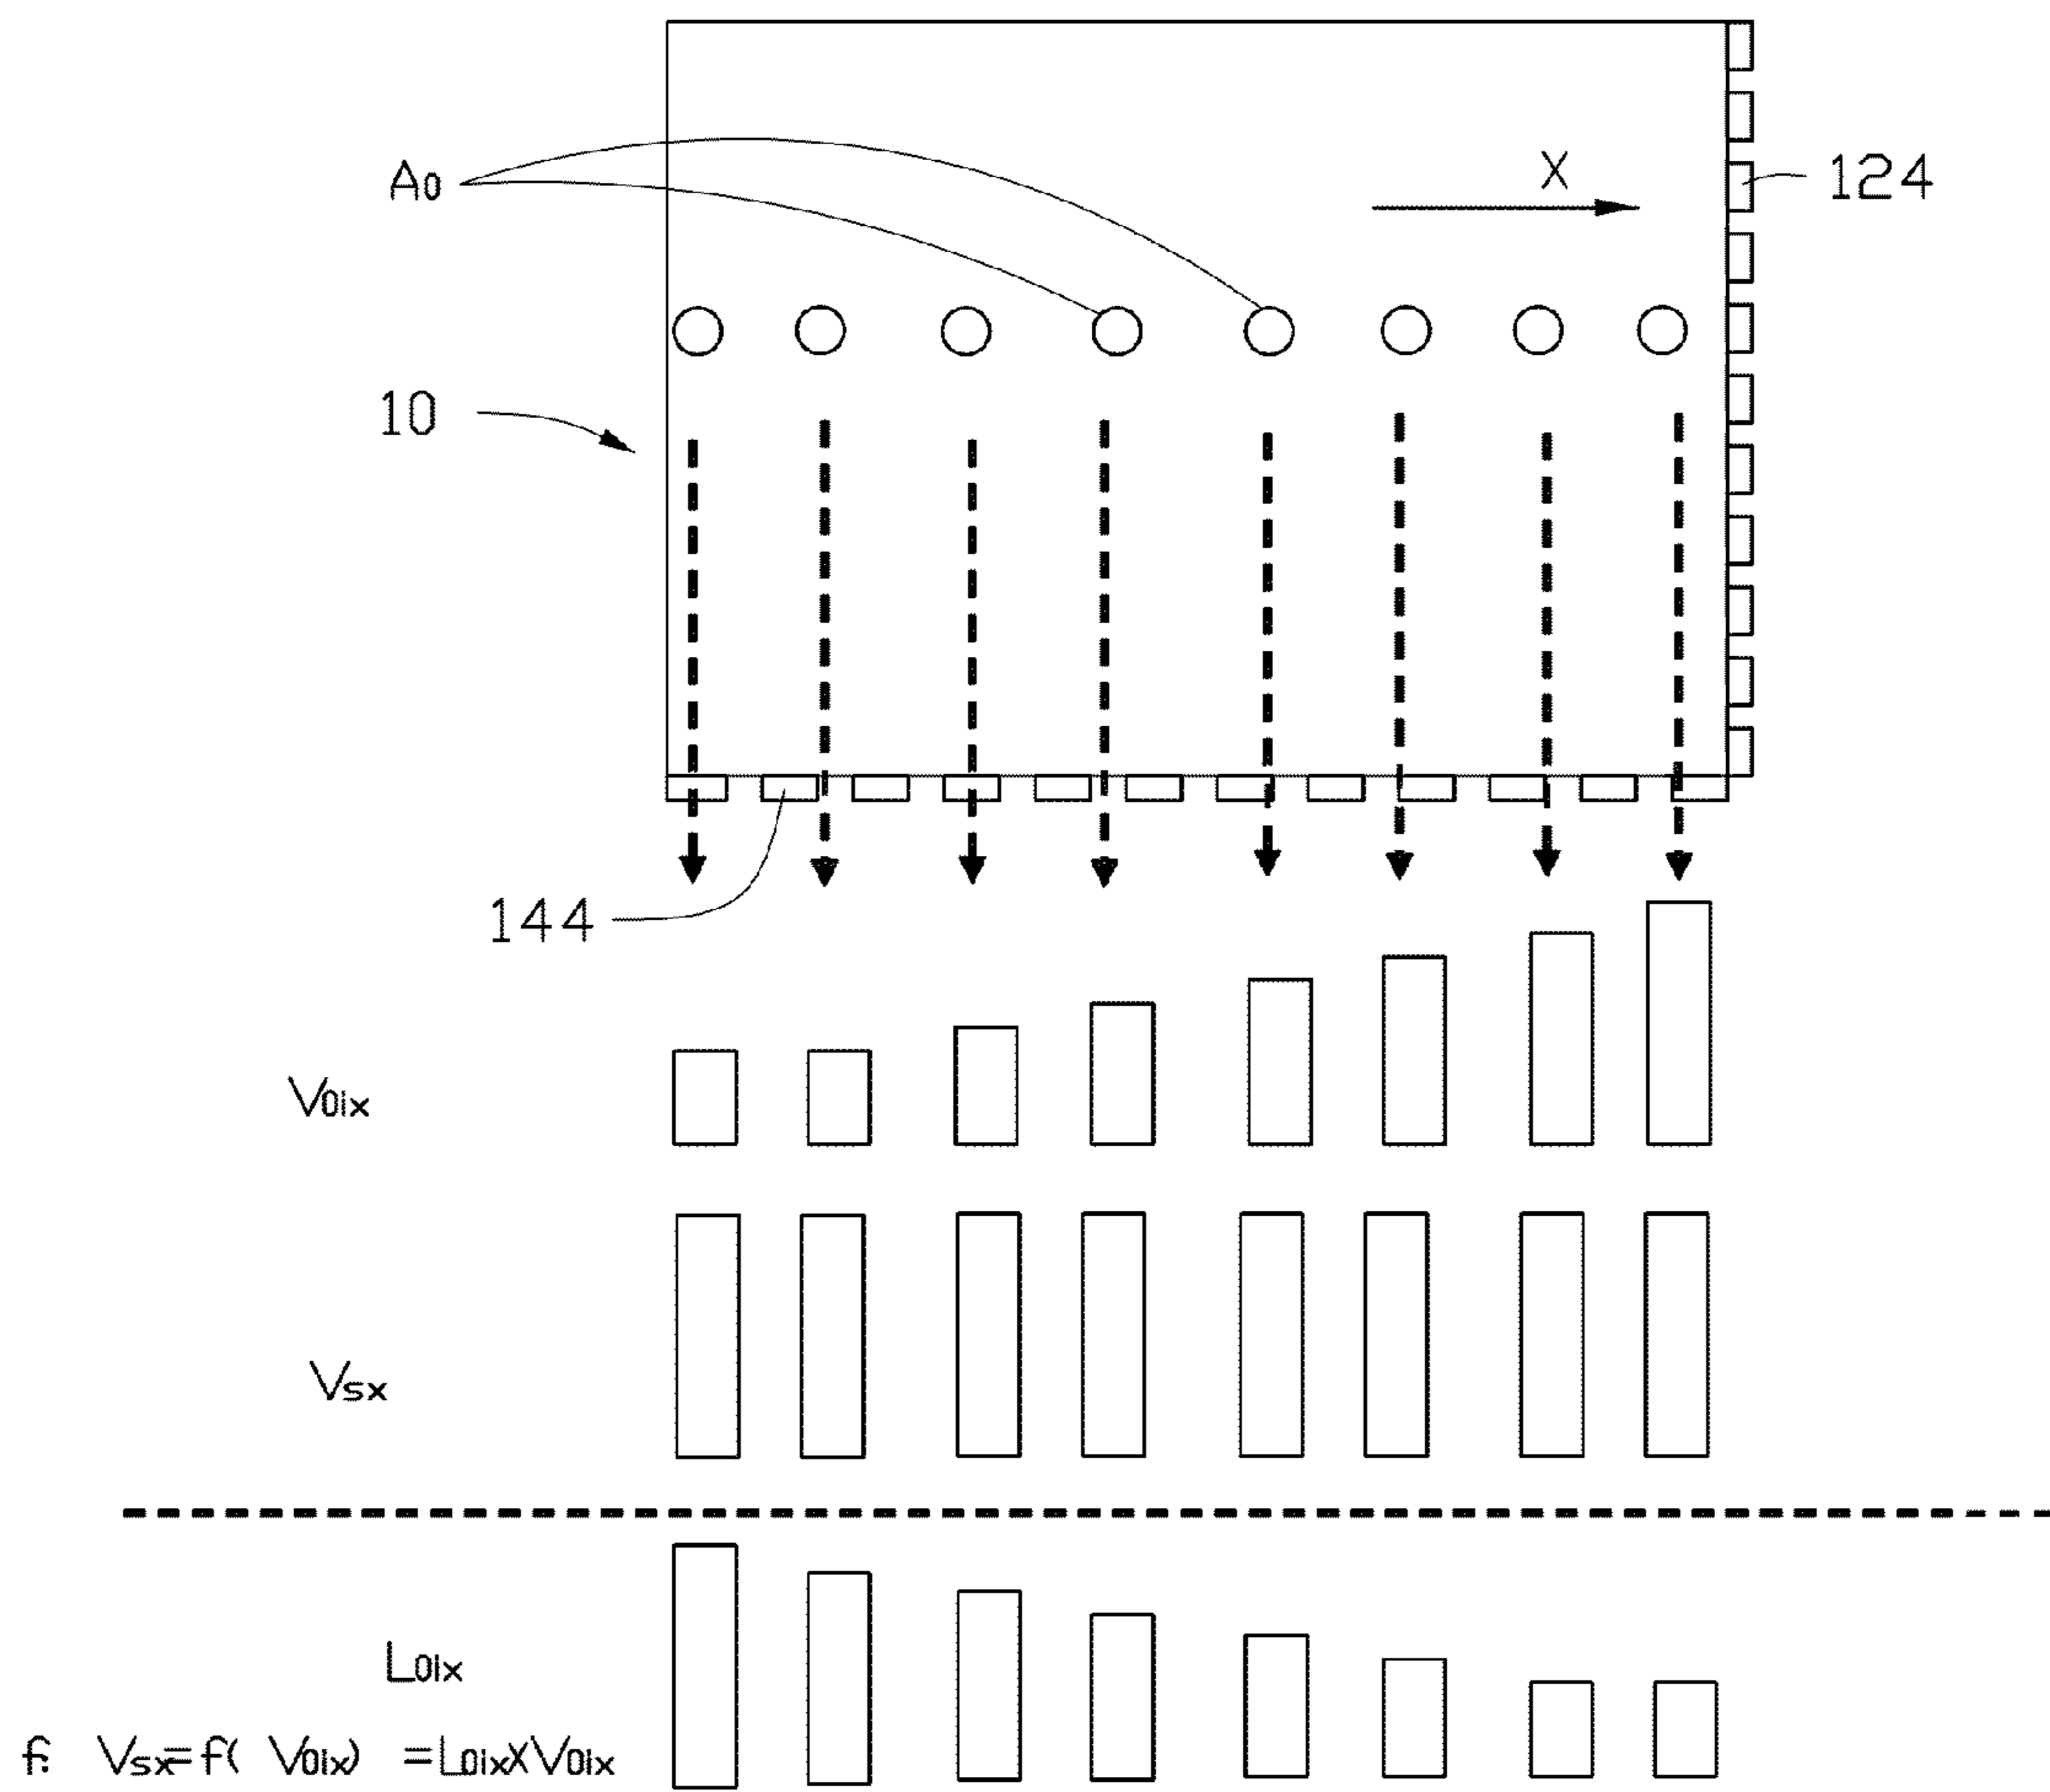 A0
X
124
10
144
V0ix
Vsx
L0ix
f: Vsx=f( V0ix) =L0ixXV0ix